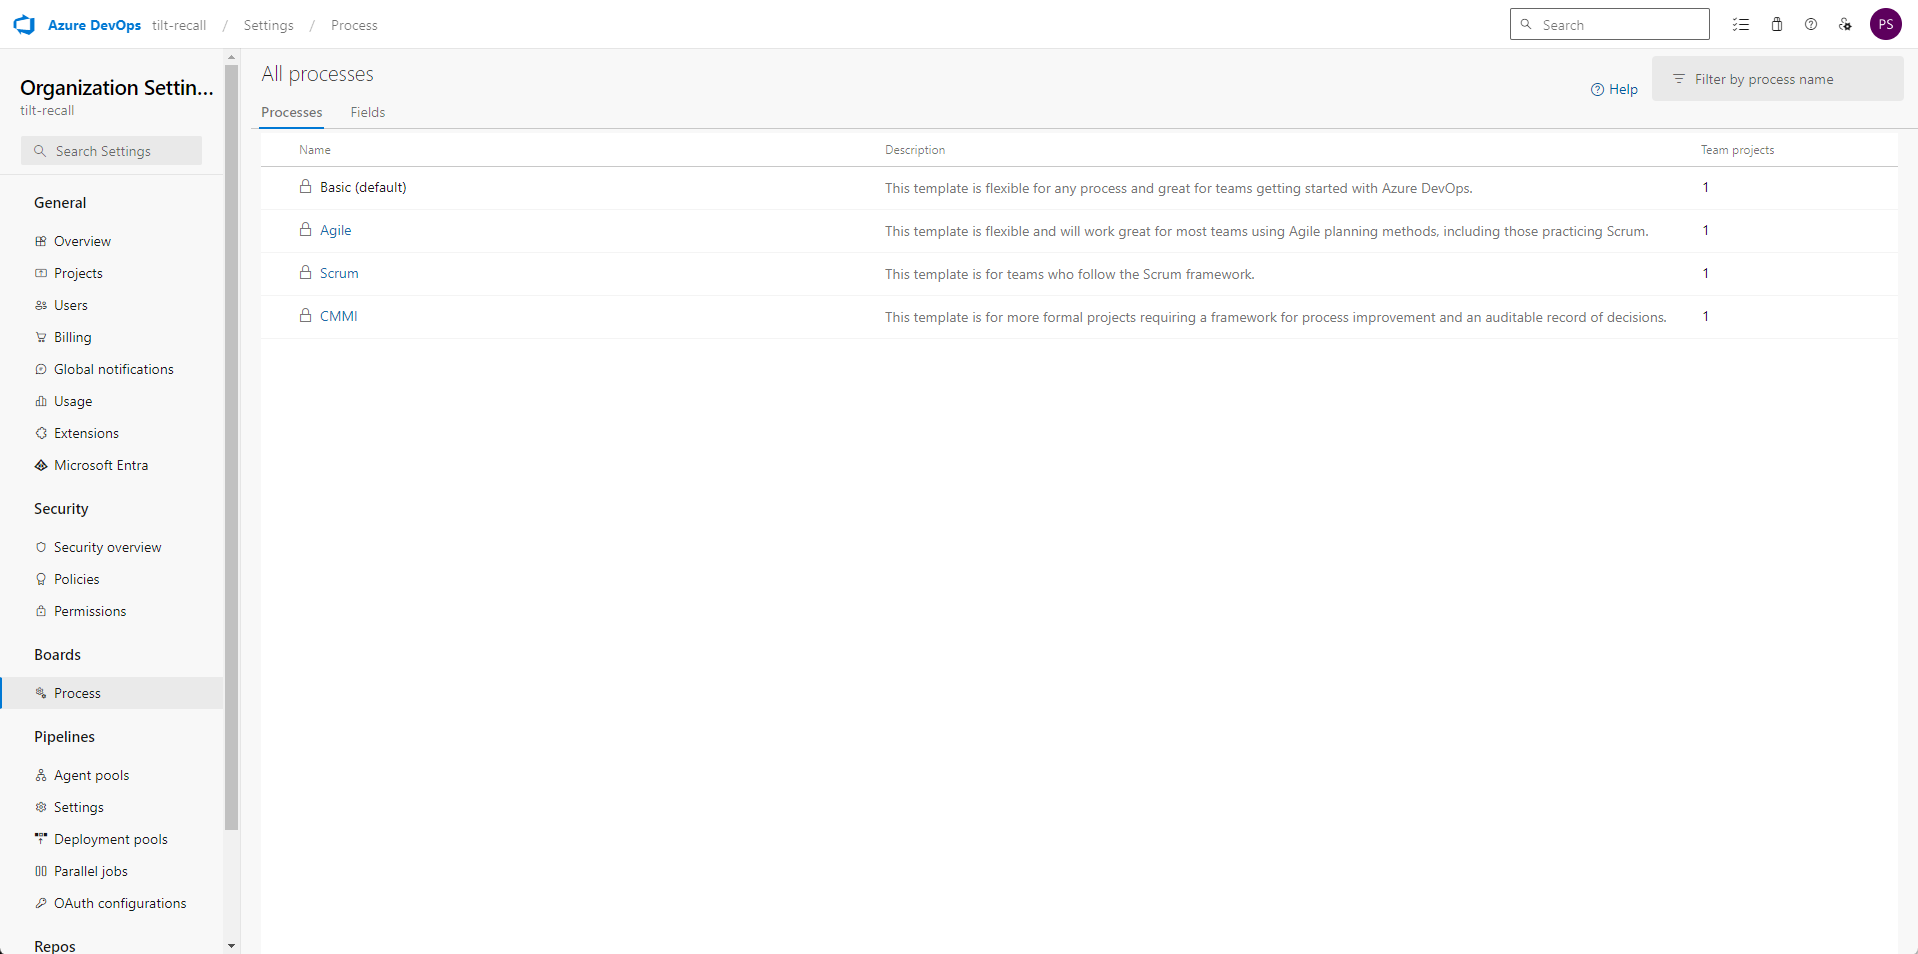 Azure DevOps tilt-recall / Settings / Process
Search
PS
Organization Settin...
tilt-recall
Search Settings
General
Overview
Projects
Users
Billing
Global notifications
Usage
Extensions
Microsoft Entra
Security
Security overview
Policies
Permissions
Boards
Process
Pipelines
Agent pools
Settings
Deployment pools
Parallel jobs
OAuth configurations
Repos
All processes
Help
Filter by process name
Processes Fields
Name Description Team projects
Basic (default) This template is flexible for any process and great for teams getting started with Azure DevOps. 1
Agile This template is flexible and will work great for most teams using Agile planning methods, including those practicing Scrum. 1
Scrum This template is for teams who follow the Scrum framework. 1
CMMI This template is for more formal projects requiring a framework for process improvement and an auditable record of decisions. 1